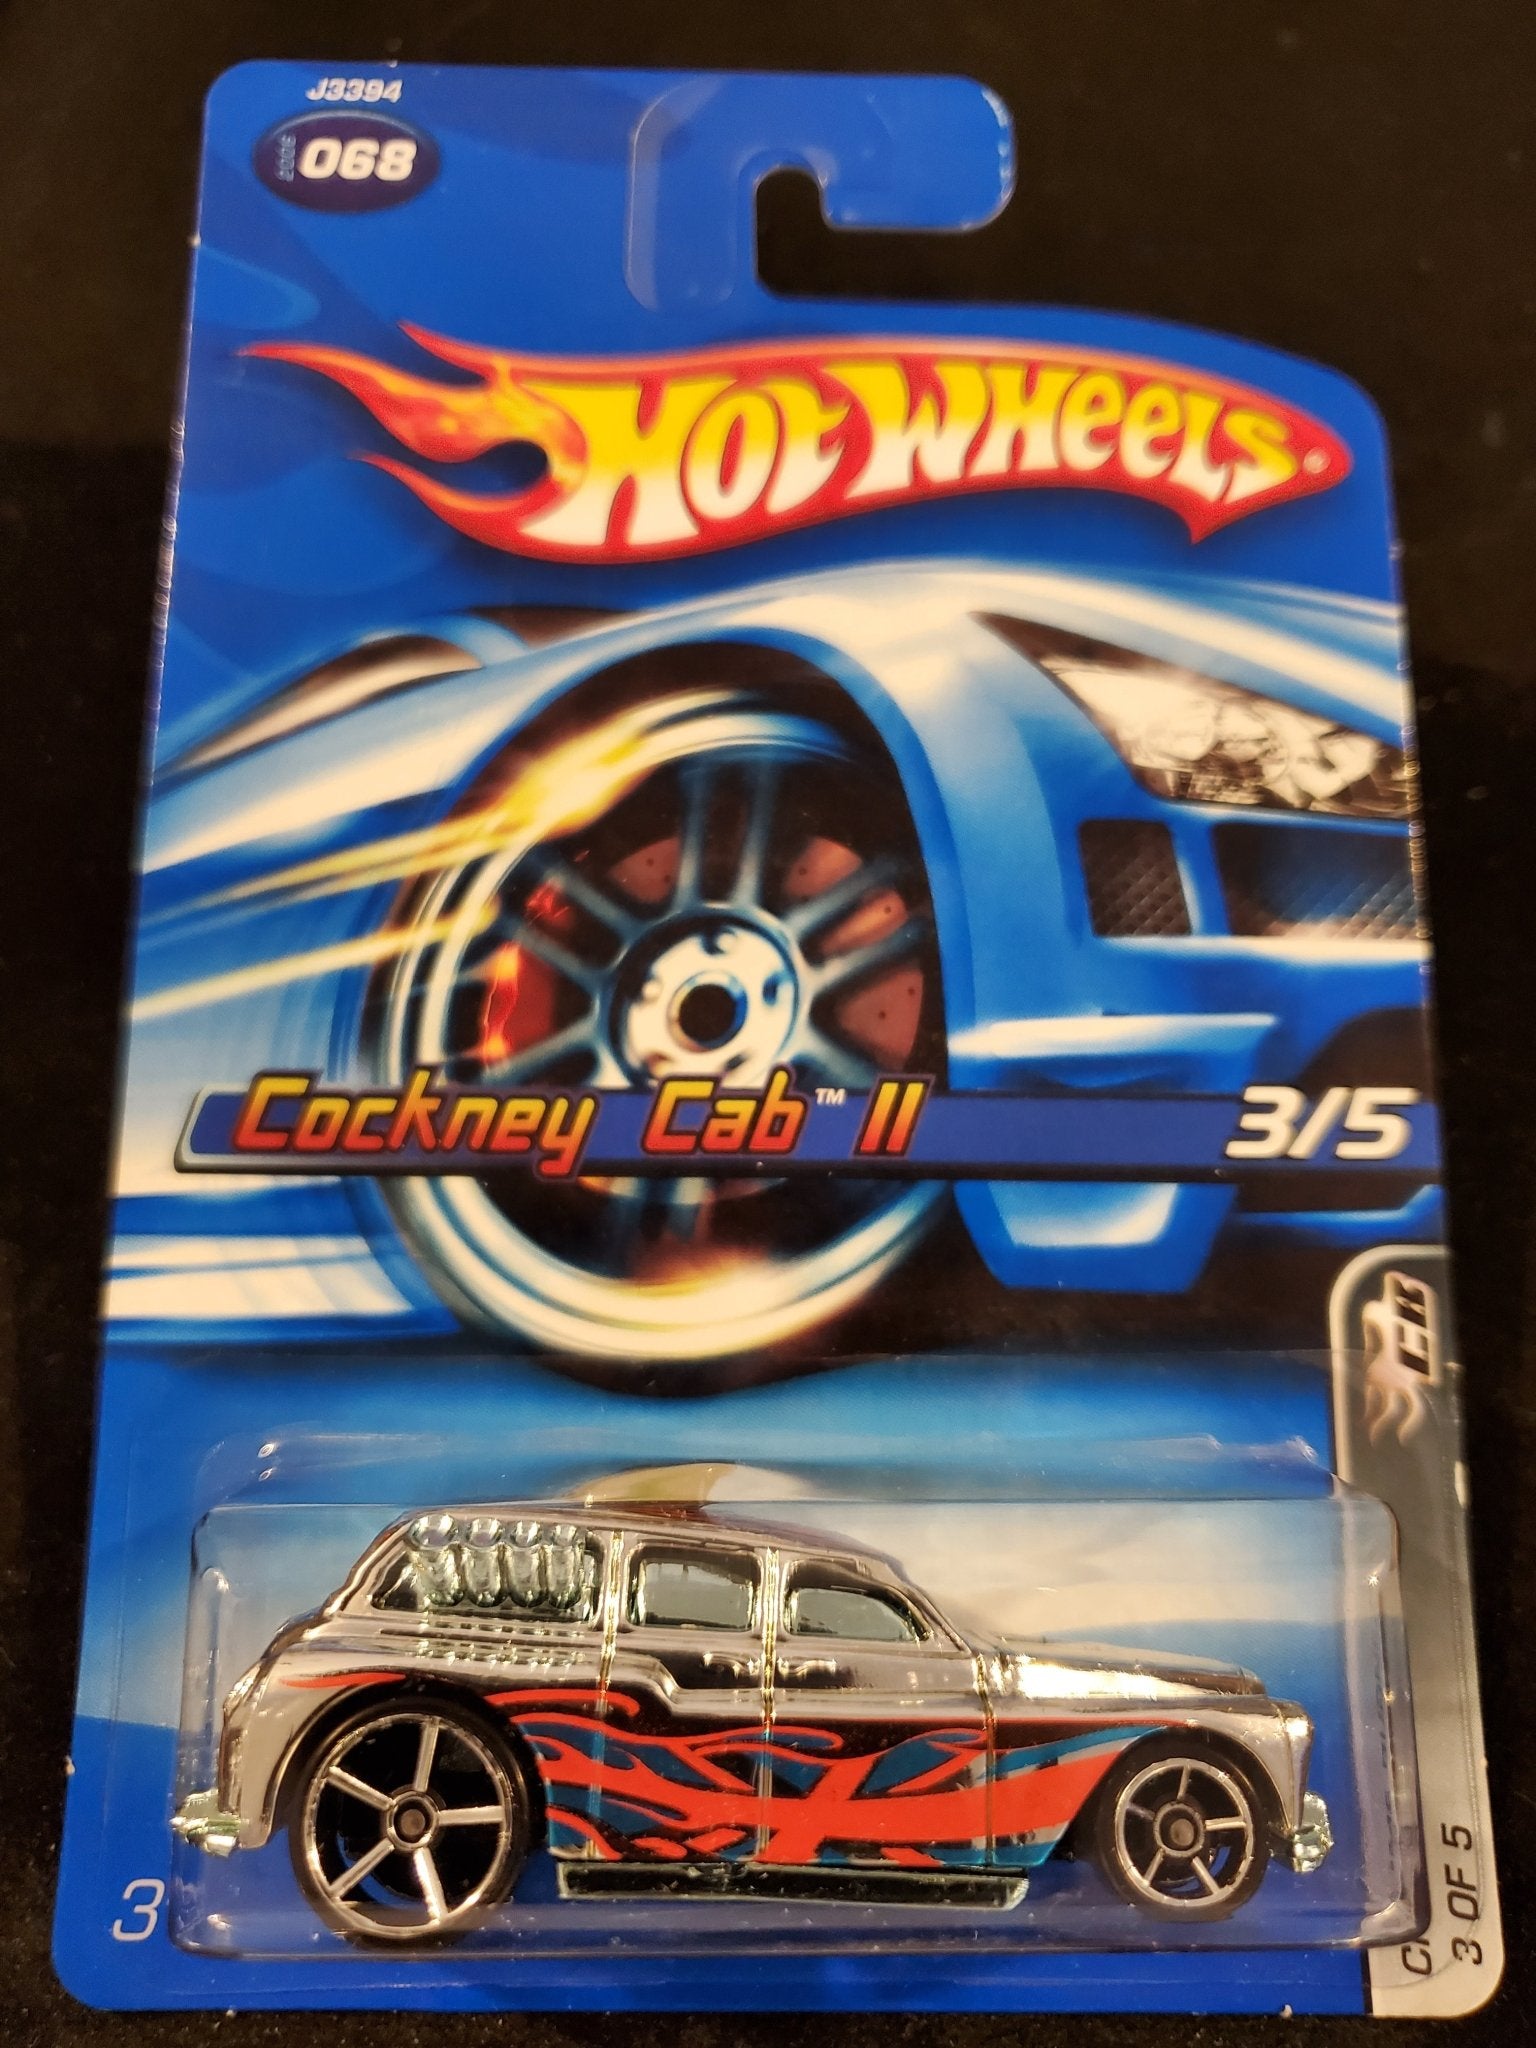 J3394
2006 068
HOT WHEELS®
Cockney Cab™ II 3/5
3
3 OF 5